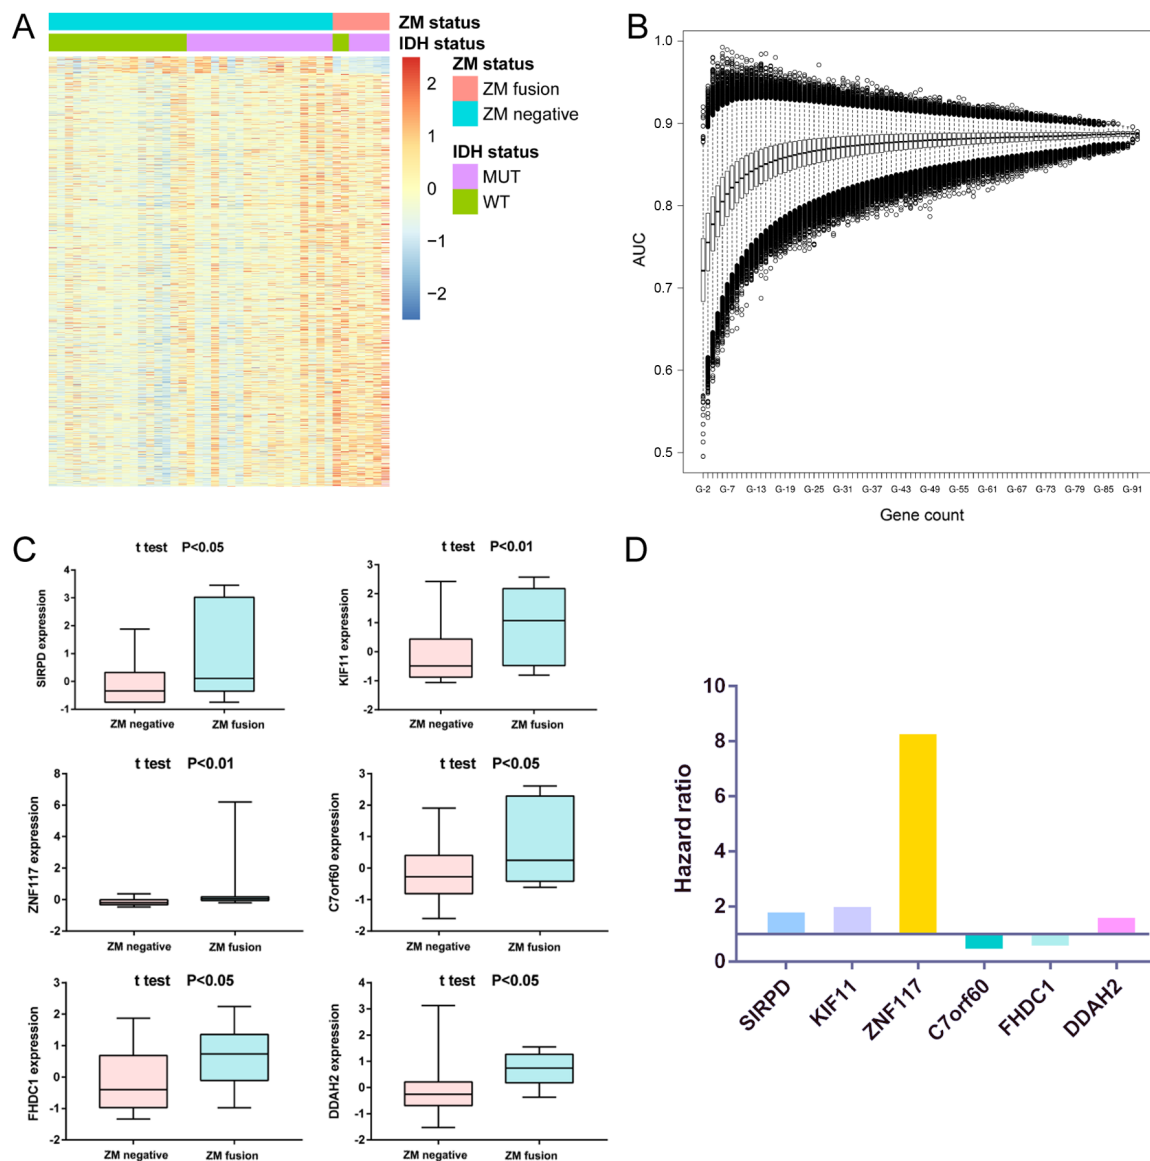 A
ZM status
IDH status
2
1
0
−1
−2
ZM status
ZM fusion
ZM negative
IDH status
MUT
WT
B
1.0
0.9
0.8
0.7
0.6
0.5
AUC
G-2 G-7 G-13 G-19 G-25 G-31 G-37 G-43 G-49 G-55 G-61 G-67 G-73 G-79 G-85 G-91
Gene count
C
t test P<0.05
SIRPD expression
4
3
2
1
0
-1
ZM negative ZM fusion
t test P<0.01
KIF11 expression
3
2
1
0
-1
-2
ZM negative ZM fusion
t test P<0.01
ZNF117 expression
8
6
4
2
0
-2
ZM negative ZM fusion
t test P<0.05
C7orf60 expression
3
2
1
0
-1
-2
ZM negative ZM fusion
t test P<0.05
FHDC1 expression
3
2
1
0
-1
-2
ZM negative ZM fusion
t test P<0.05
DDAH2 expression
4
3
2
1
0
-1
-2
ZM negative ZM fusion
D
Hazard ratio
10
8
6
4
2
0
SIRPD
KIF11
ZNF117
C7orf60
FHDC1
DDAH2